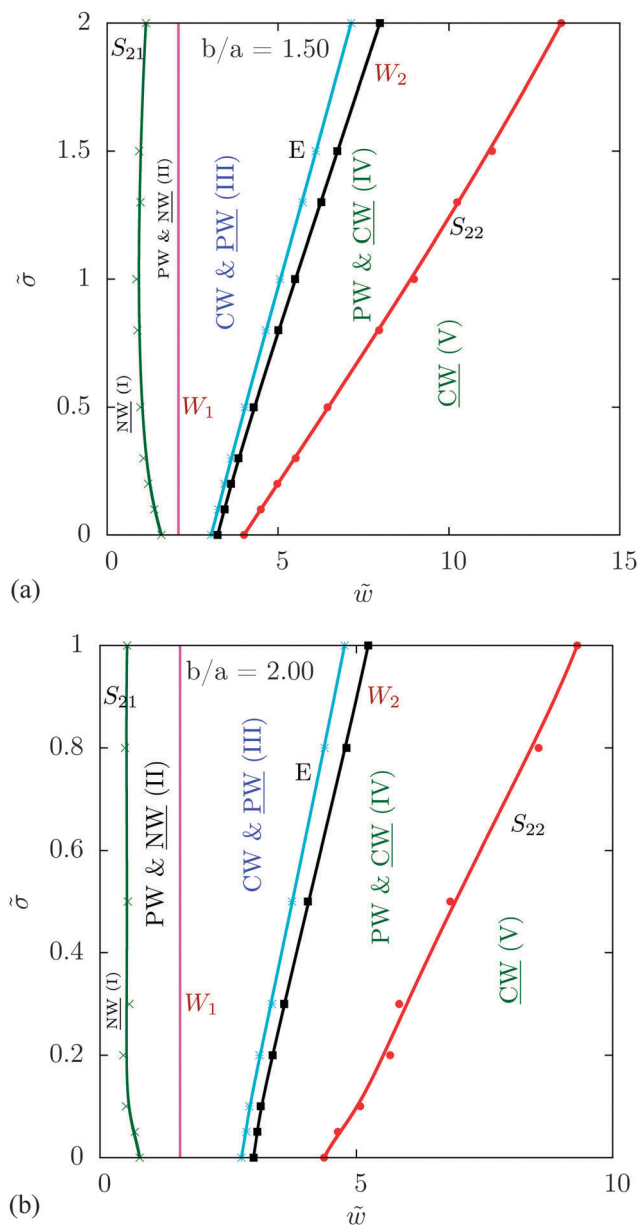 2
S₂₁
b/a = 1.50
W₂
1.5
E
PW & NW (II)
CW & PW (III)
PW & CW (IV)
S₂₂
σ̃
1
CW (V)
NW (I)
0.5
W₁
0
0
5
10
15
(a)
w̃
1
S₂₁
b/a = 2.00
W₂
0.8
E
PW & NW (II)
CW & PW (III)
PW & CW (IV)
S₂₂
0.6
σ̃
0.4
NW (I)
W₁
CW (V)
0.2
0
0
5
10
(b)
w̃